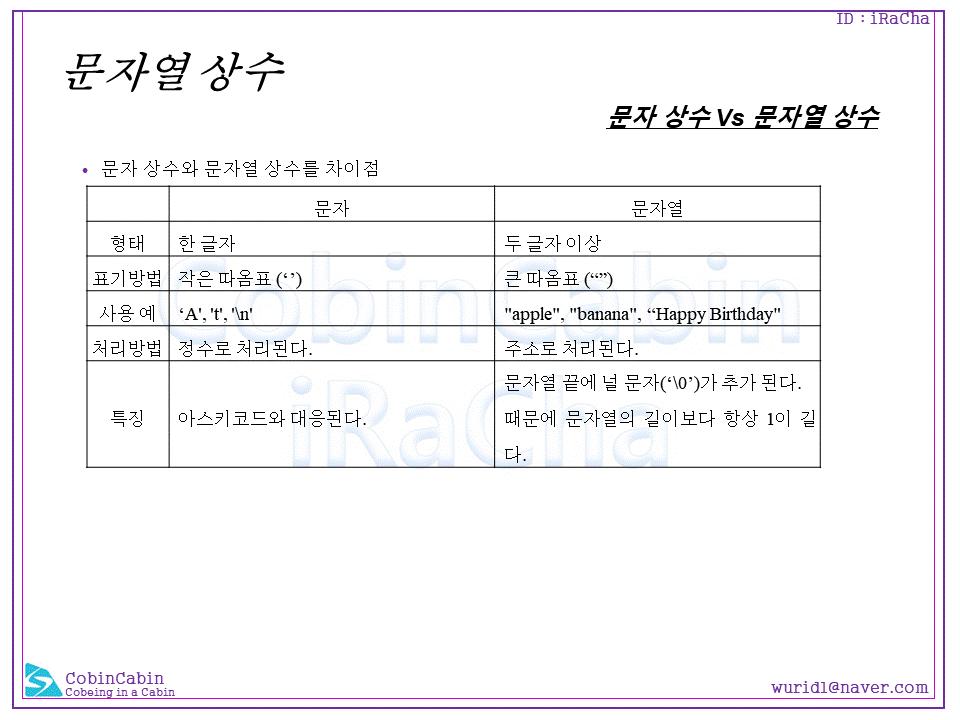 ID : iRaCha
문자열 상수
문자 상수 Vs 문자열 상수
• 문자 상수와 문자열 상수를 차이점
문자 문자열
형태 한 글자 두 글자 이상
표기방법 작은 따옴표 (‘’) 큰 따옴표 (“”)
사용 예 ‘A', 't', '\n' "apple", "banana", “Happy Birthday"
처리방법 정수로 처리된다. 주소로 처리된다.
특징 아스키코드와 대응된다. 문자열 끝에 널 문자(‘\0’)가 추가 된다.
때문에 문자열의 길이보다 항상 1이 길
다.
CobinCabin
iRaCha
CobinCabin
Cobeing in a Cabin
wurid1@naver.com